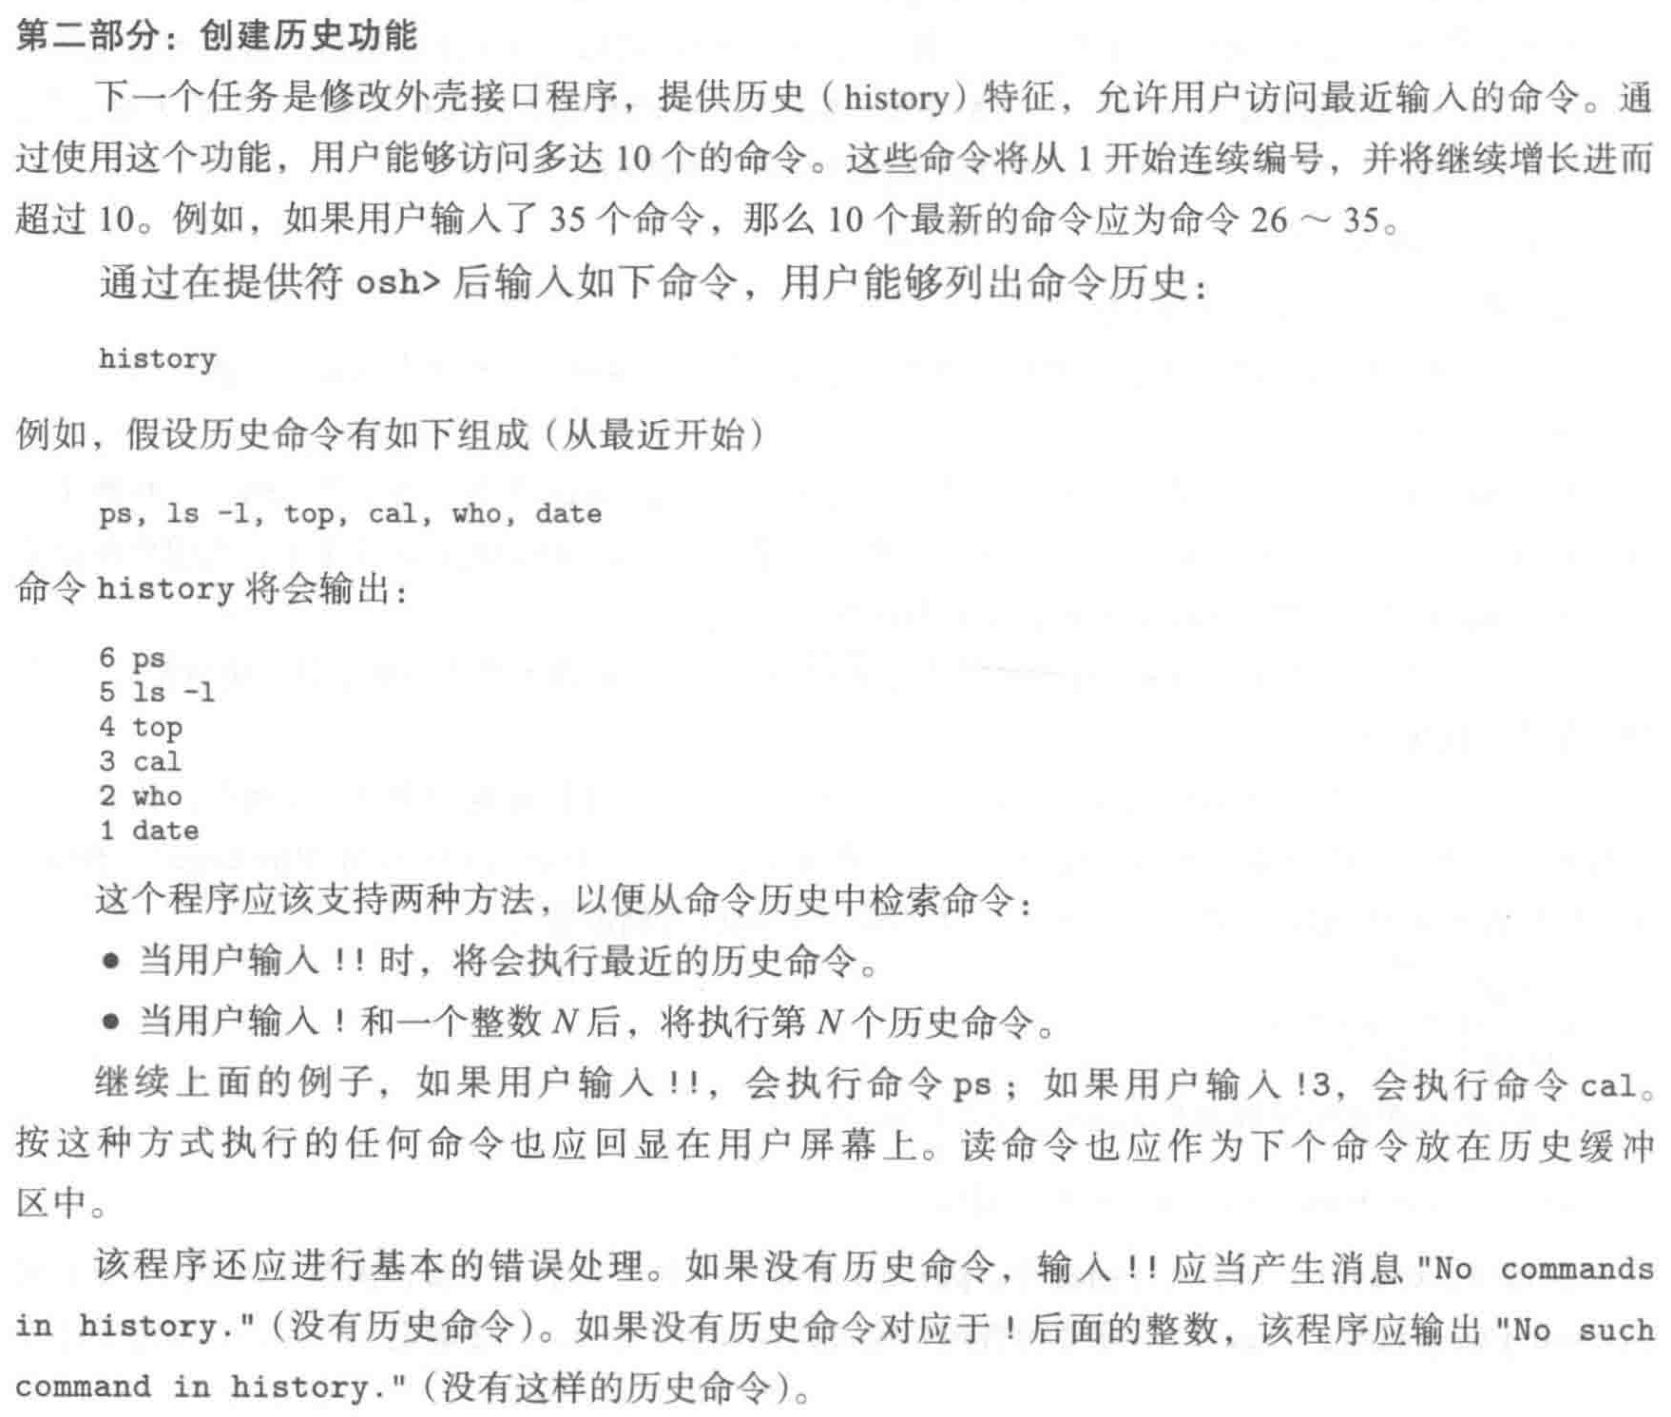 第二部分：创建历史功能
下一个任务是修改外壳接口程序，提供历史（history）特征，允许用户访问最近输入的命令。通
过使用这个功能，用户能够访问多达 10 个的命令。这些命令将从 1 开始连续编号，并将继续增长进而
超过 10。例如，如果用户输入了 35 个命令，那么 10 个最新的命令应为命令 26 ～ 35。
通过在提供符 osh> 后输入如下命令，用户能够列出命令历史：
history
例如，假设历史命令有如下组成（从最近开始）
ps, ls -l, top, cal, who, date
命令 history 将会输出：
6 ps
5 ls -l
4 top
3 cal
2 who
1 date
这个程序应该支持两种方法，以便从命令历史中检索命令：
● 当用户输入 !! 时，将会执行最近的历史命令。
● 当用户输入 ! 和一个整数 N 后，将执行第 N 个历史命令。
继续上面的例子，如果用户输入 !!，会执行命令 ps；如果用户输入 !3，会执行命令 cal。
按这种方式执行的任何命令也应回显在用户屏幕上。读命令也应作为下个命令放在历史缓冲
区中。
该程序还应进行基本的错误处理。如果没有历史命令，输入 !! 应当产生消息 "No commands
in history."（没有历史命令）。如果没有历史命令对应于 ! 后面的整数，该程序应输出 "No such
command in history."（没有这样的历史命令）。